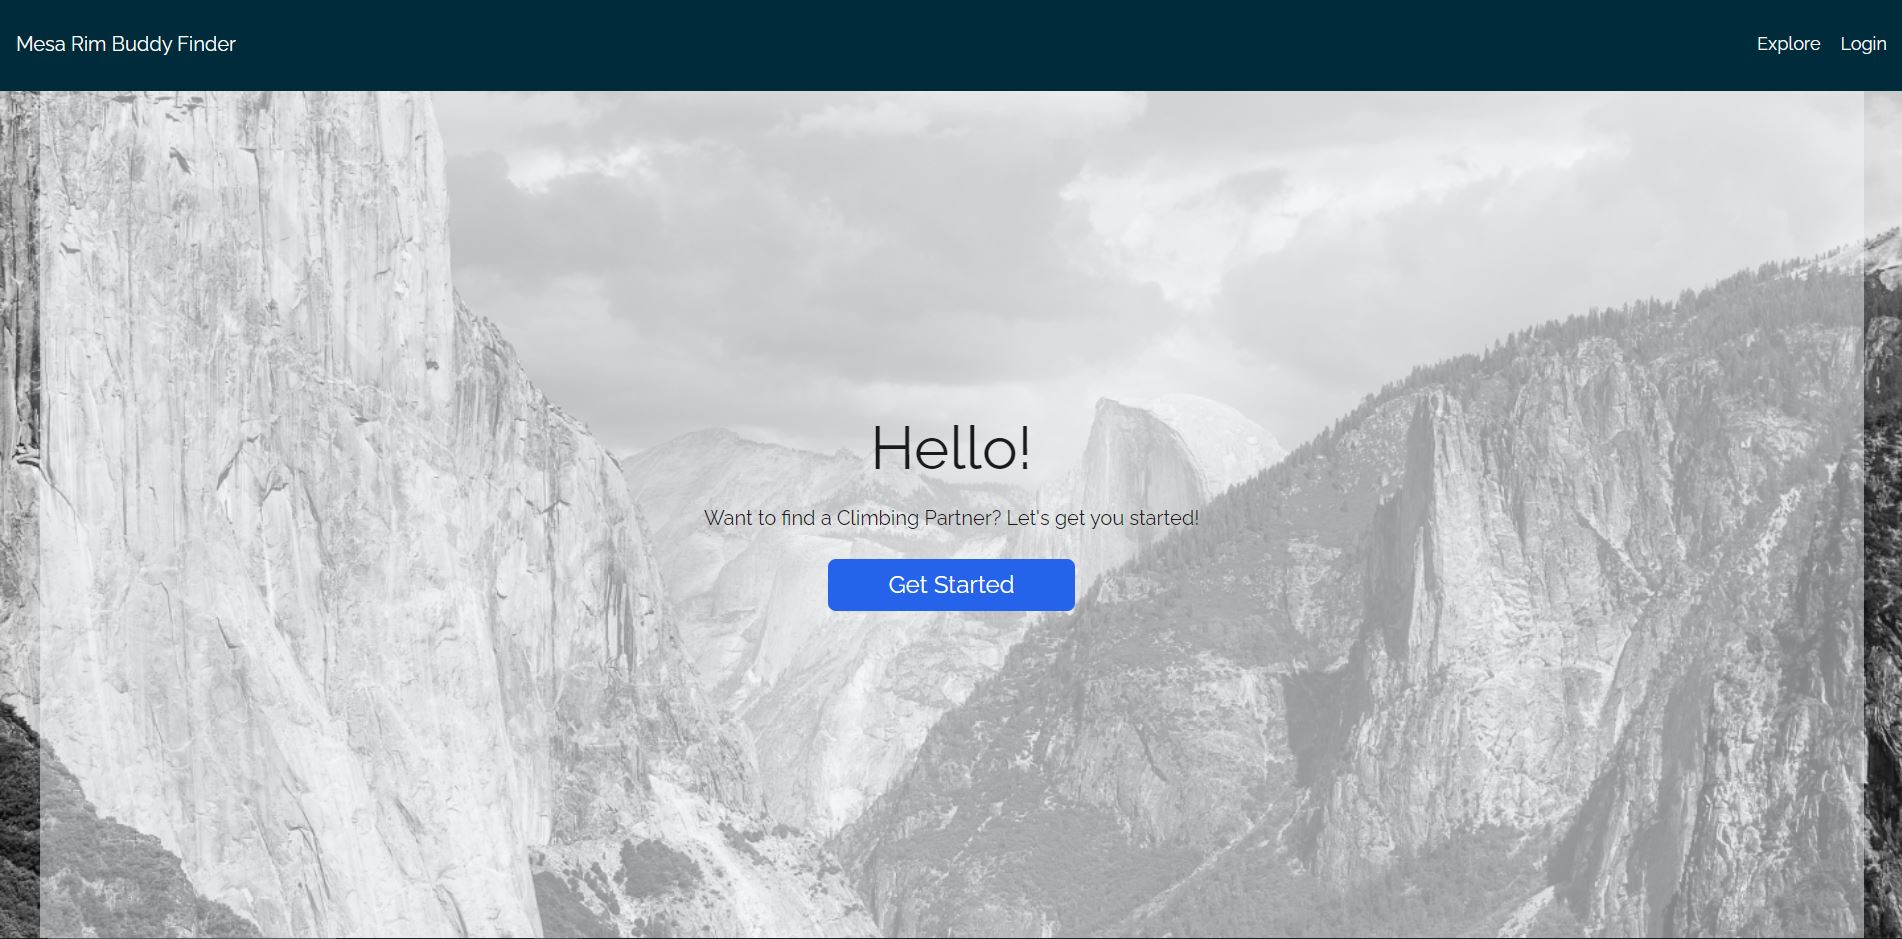 Mesa Rim Buddy Finder
Explore
Login
Hello!
Want to find a Climbing Partner? Let's get you started!
Get Started